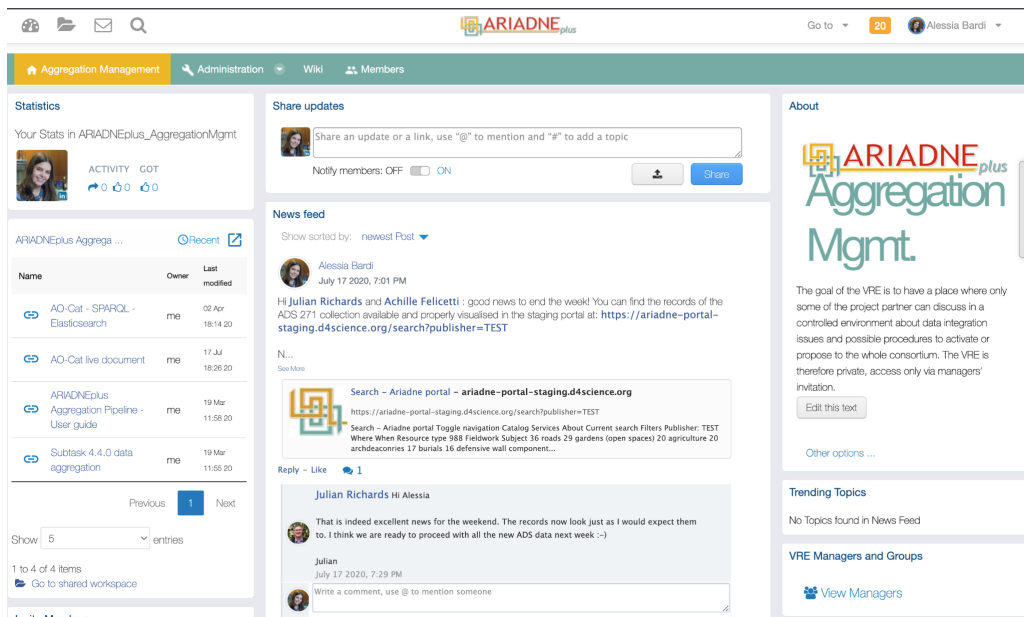 ARIADNE plus
Go to
20
Alessia Bardi
Aggregation Management
Administration
Wiki
Members
Statistics
Your Stats in ARIADNEplus_AggregationMgmt
ACTIVITY GOT
0 0 0
ARIADNEplus Aggrega ...
Recent
Name Owner Last
modified
AO-Cat - SPARQL -
Elasticsearch
me
02 Apr
18:14 20
AO-Cat live document
me
17 Jul
18:26 20
ARIADNEplus
Aggregation Pipeline -
User guide
me
19 Mar
11:58 20
Subtask 4.4.0 data
aggregation
me
19 Mar
11:55 20
Previous 1 Next
Show 5 entries
1 to 4 of 4 items
Go to shared workspace
Share updates
Share an update or a link, use "@" to mention and "#" to add a topic
Notify members: OFF ON
Share
News feed
Show sorted by: newest Post
Alessia Bardi
July 17 2020, 7:01 PM
Hi Julian Richards and Achille Felicetti : good news to end the week! You can find the records of the
ADS 271 collection available and properly visualised in the staging portal at: https://ariadne-portal-
staging.d4science.org/search?publisher=TEST
N...
See More
Search – Ariadne portal – ariadne-portal-staging.d4science.org
https://ariadne-portal-staging.d4science.org/search?publisher=TEST
Search – Ariadne portal Toggle navigation Catalog Services About Current search Filters Publisher: TEST
Where When Resource type 988 Fieldwork Subject 36 roads 29 gardens (open spaces) 20 agriculture 20
archdeaconries 17 burials 16 defensive wall component...
Reply – Like 1
Julian Richards Hi Alessia
That is indeed excellent news for the weekend. The records now look just as I would expect them
to. I think we are ready to proceed with all the new ADS data next week :-)
Julian
July 17 2020, 7:29 PM
Write a comment, use @ to mention someone
About
ARIADNE plus
Aggregation
Mgmt.
The goal of the VRE is to have a place where only
some of the project partner can discuss in a
controlled environment about data integration
issues and possible procedures to activate or
propose to the whole consortium. The VRE is
therefore private, access only via managers'
invitation.
Edit this text
Other options ...
Trending Topics
No Topics found in News Feed
VRE Managers and Groups
View Managers